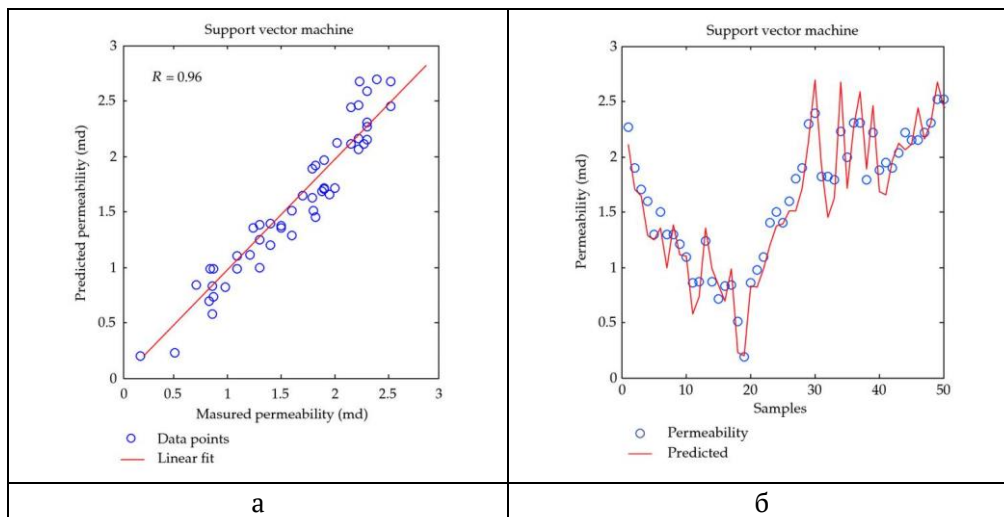 Support vector machine
R = 0.96
Predicted permeability (md)
3
2.5
2
1.5
1
0.5
0
0 0.5 1 1.5 2 2.5 3
Masured permeability (md)
Data points
Linear fit
а
Support vector machine
Permeability (md)
3
2.5
2
1.5
1
0.5
0
0 10 20 30 40 50
Samples
Permeability
Predicted
б